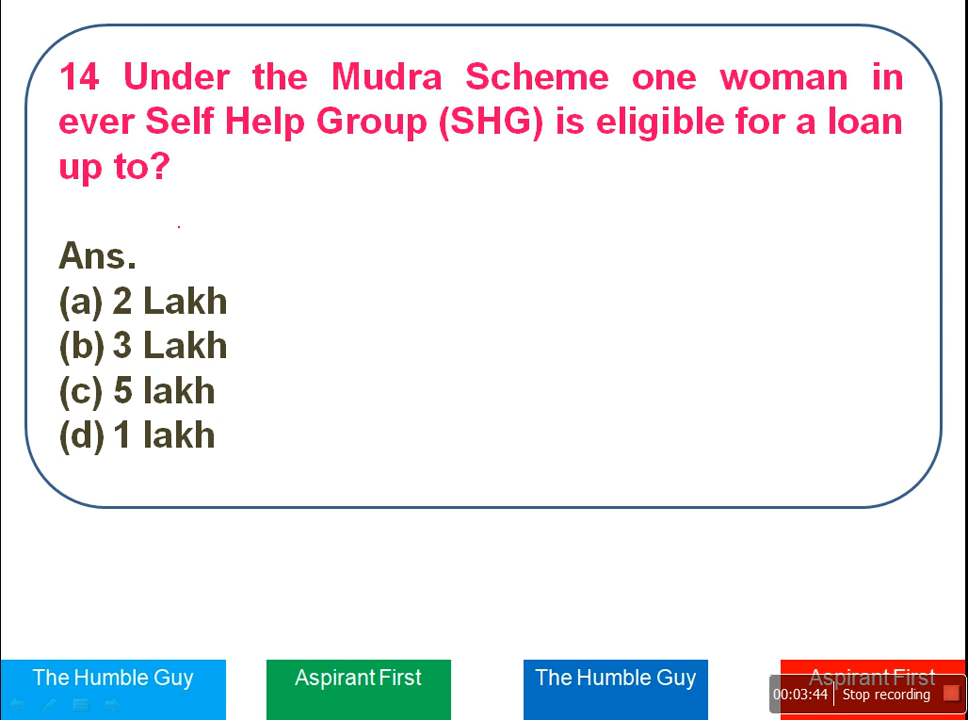 14 Under the Mudra Scheme one woman in
ever Self Help Group (SHG) is eligible for a loan
up to?
Ans.
(a) 2 Lakh
(b) 3 Lakh
(c) 5 lakh
(d) 1 lakh
The Humble Guy
Aspirant First
The Humble Guy
Aspirant First
00:03:44
Stop recording